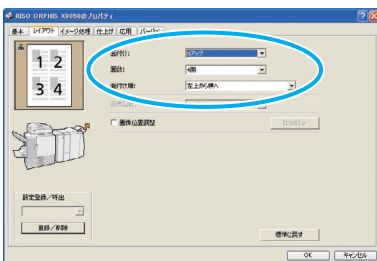 RISO ORPHIS X9050のプロパティ
基本 レイアウト イメージ処理 仕上げ 応用
面付け: Nアップ
面数: 4面
1 2
3 4
面付け順: 左上から横へ
画像位置調整
設定登録/呼出
登録/削除
標準に戻す
OK キャンセル